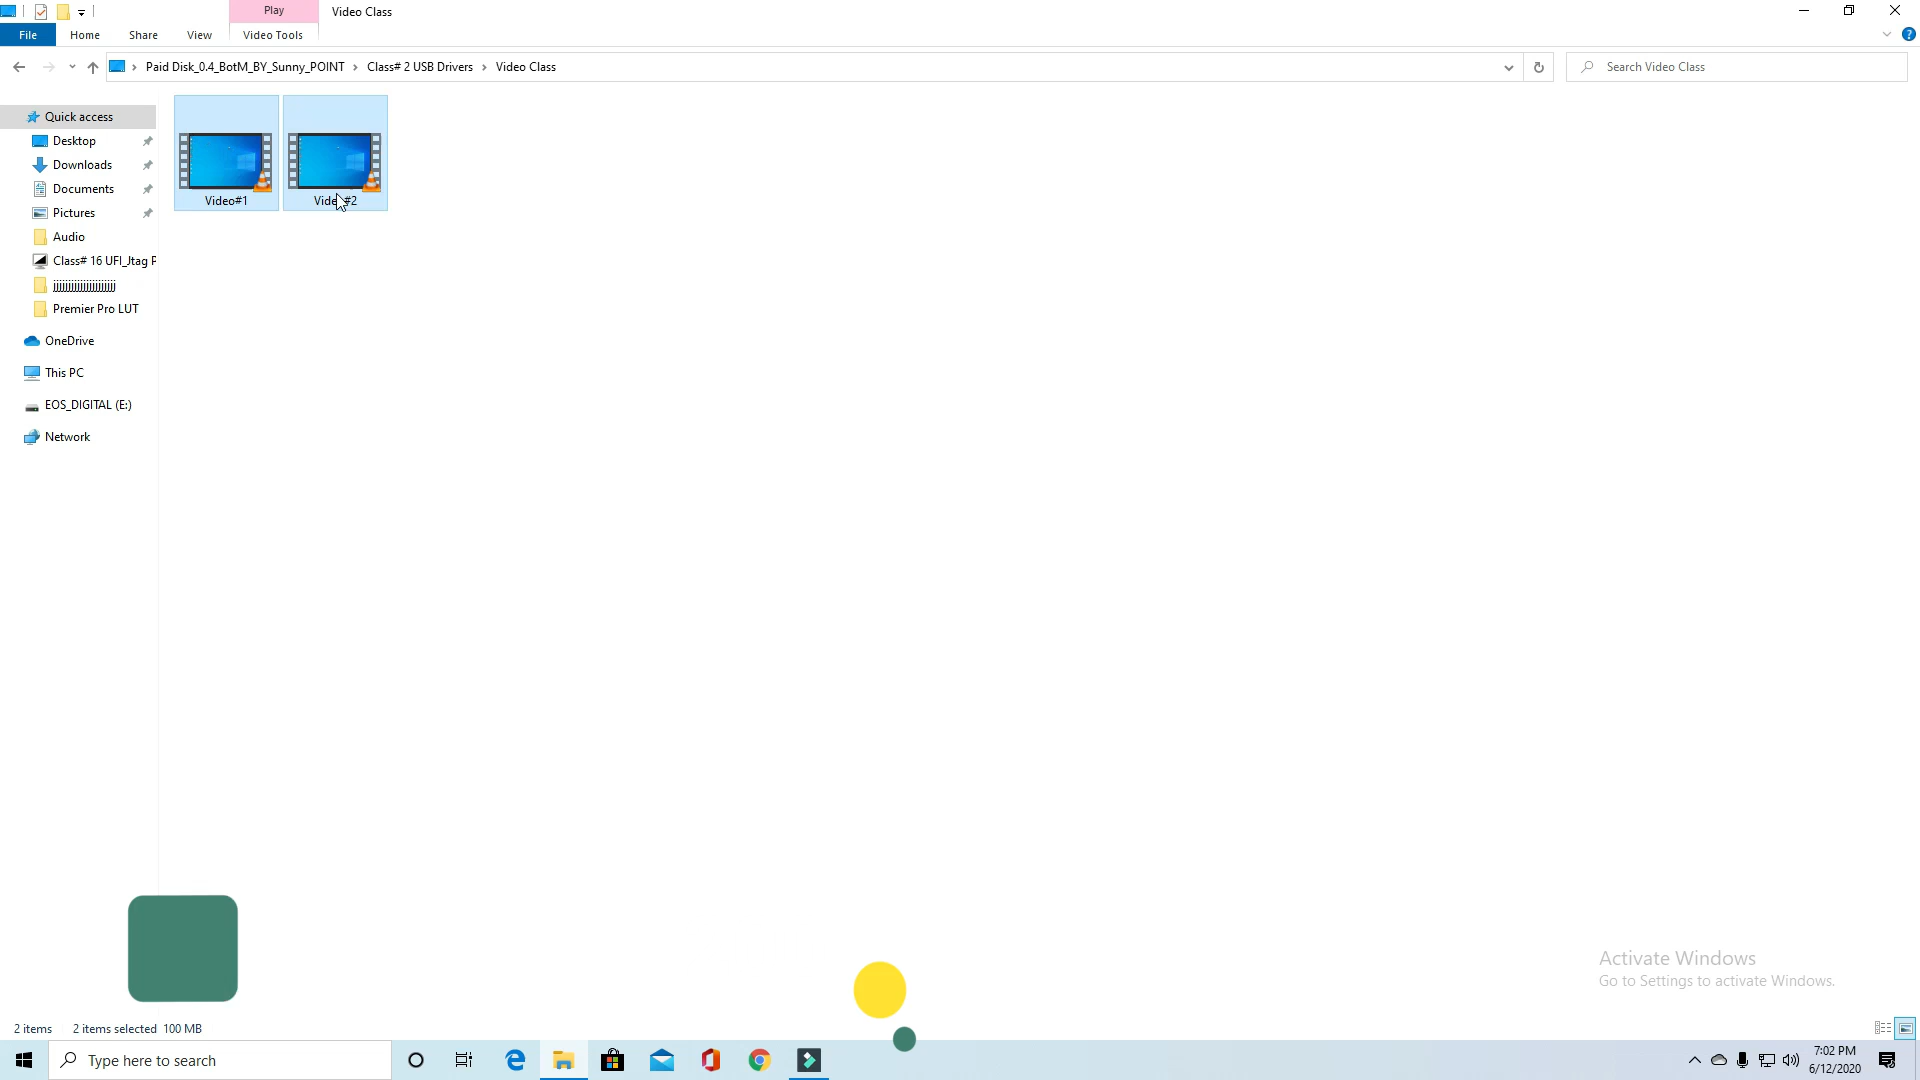 Play
Video Class
File
Home
Share
View
Video Tools
Paid Disk_0.4_BotM_BY_Sunny_POINT
Class# 2 USB Drivers
Video Class
Search Video Class
Quick access
Desktop
Downloads
Documents
Pictures
Audio
Class# 16 UFI_Jtag P
Premier Pro LUT
OneDrive
This PC
EOS_DIGITAL (E:)
Network
Video#1
Video#2
Activate Windows
Go to Settings to activate Windows.
2 items
2 items selected 100 MB
Type here to search
7:02 PM
6/12/2020